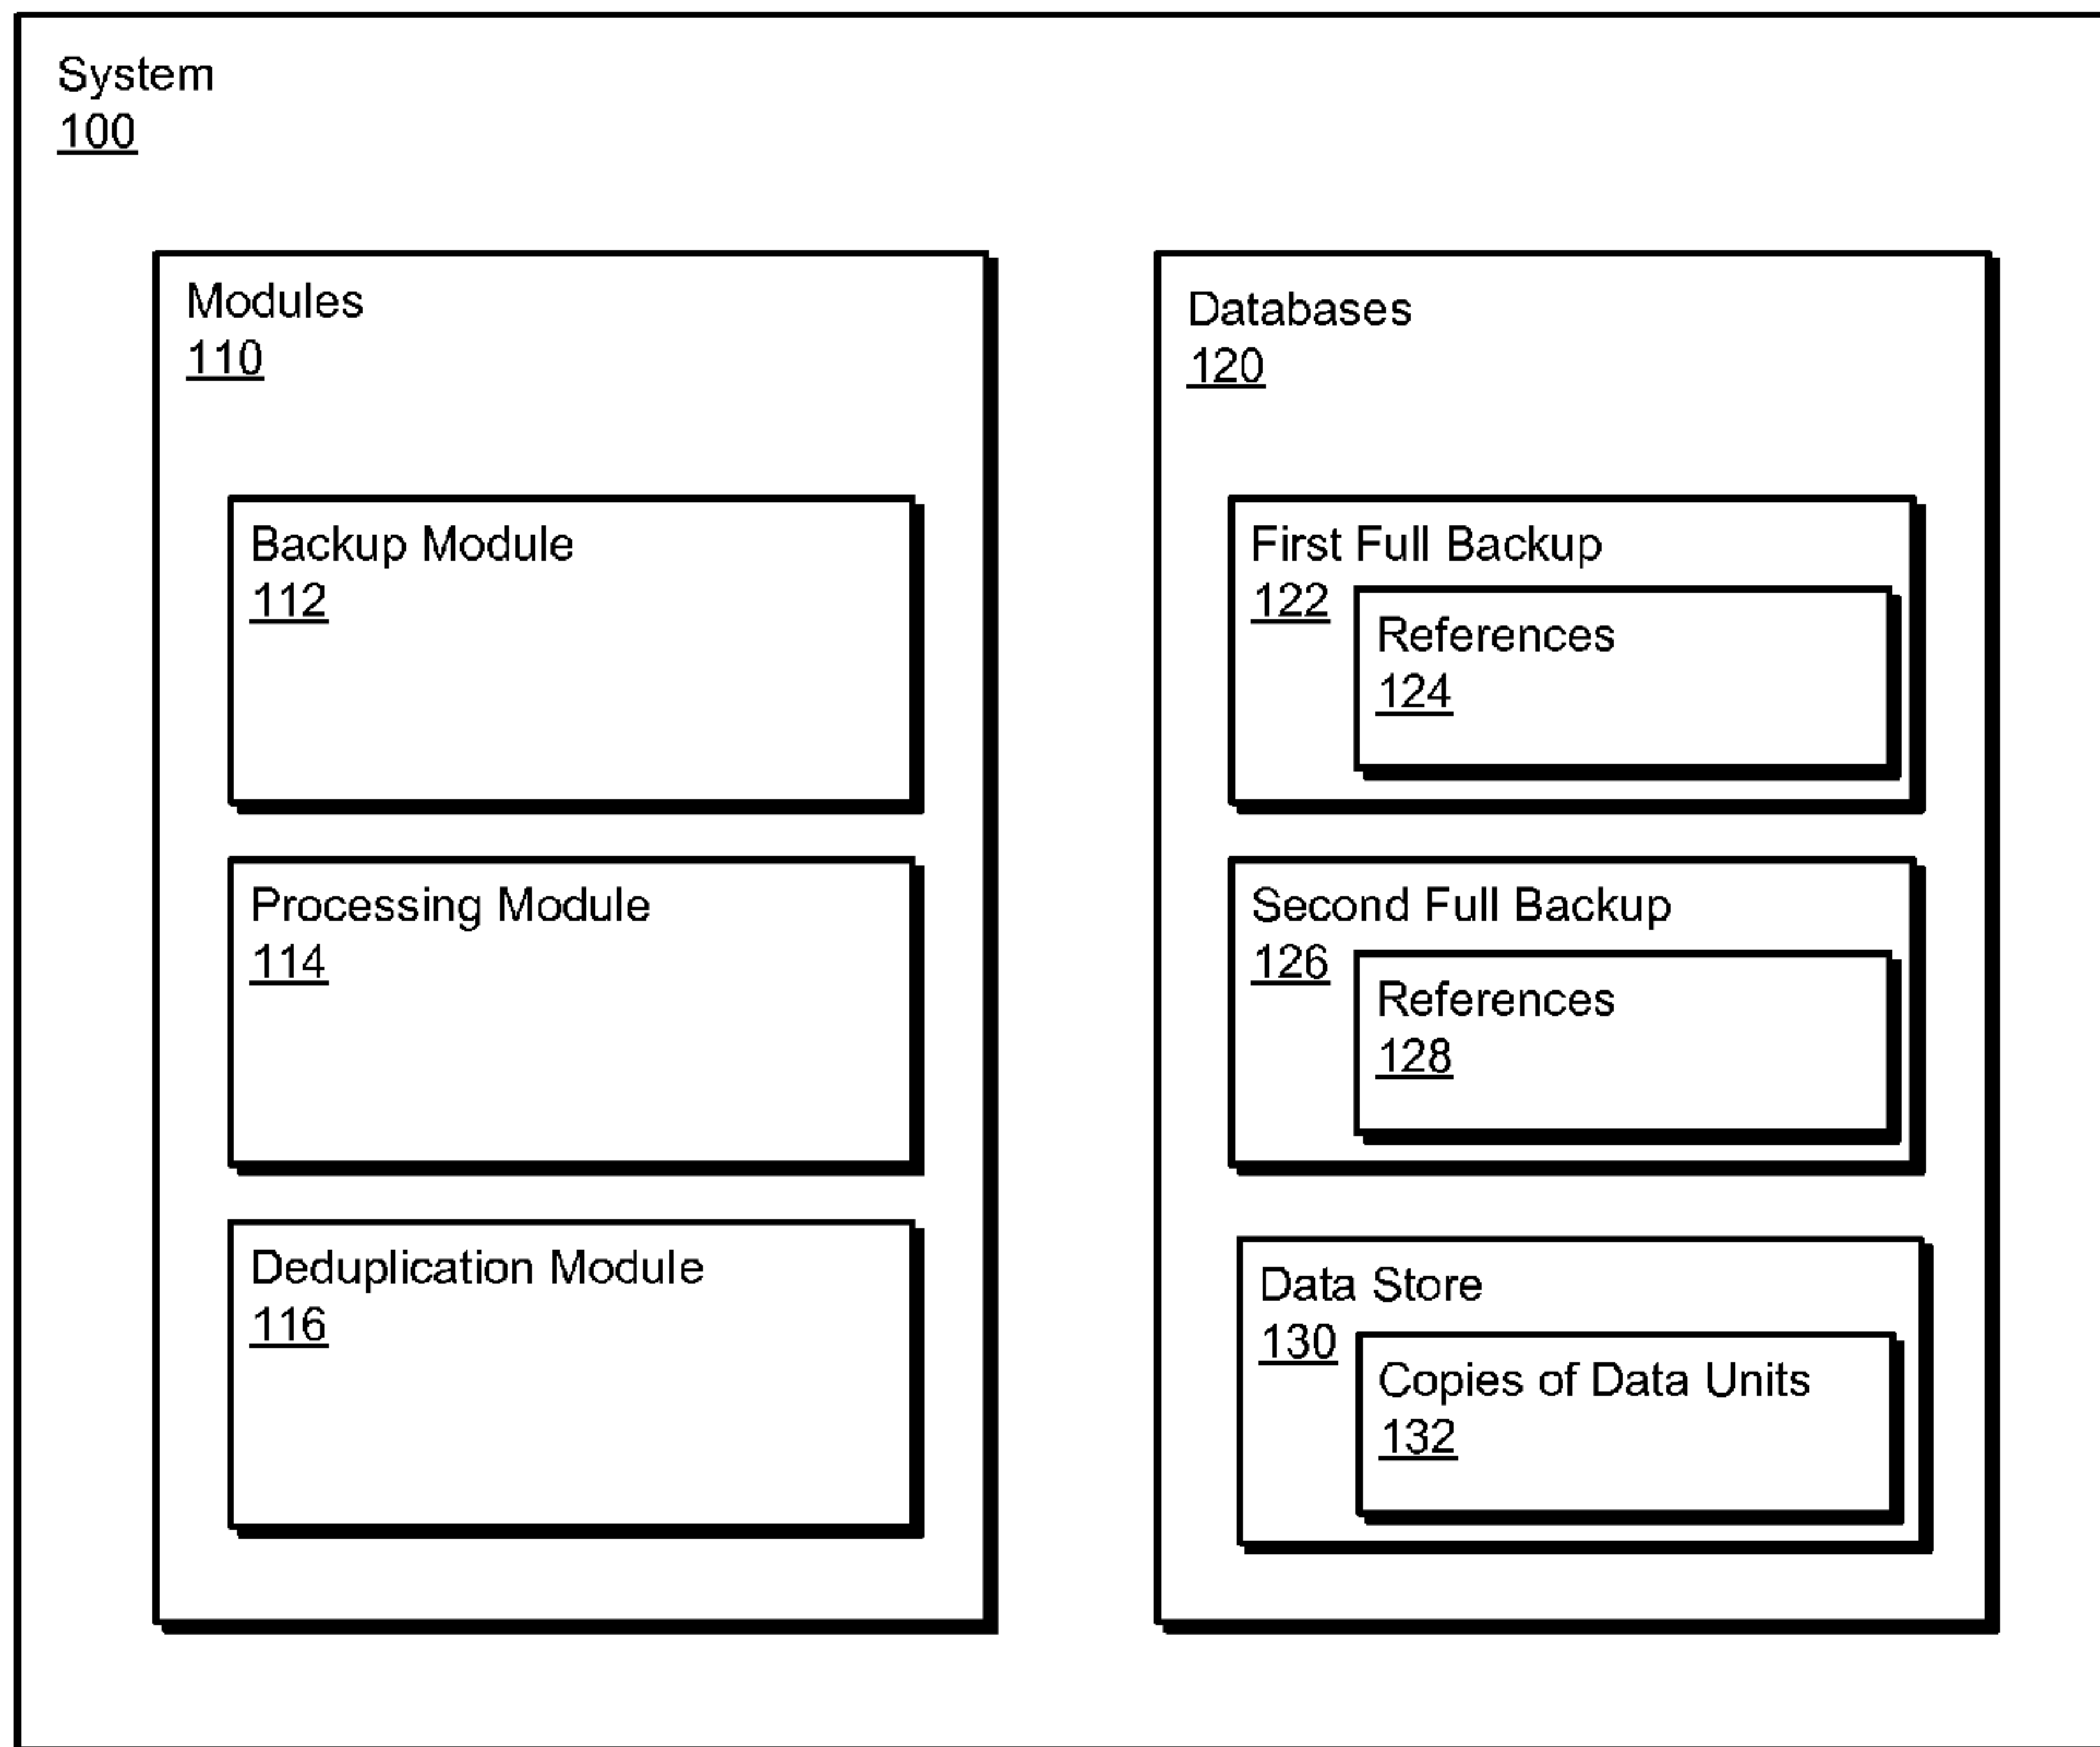 System
100
Modules
110
Backup Module
112
Processing Module
114
Deduplication Module
116
Databases
120
First Full Backup
122
References
124
Second Full Backup
126
References
128
Data Store
130
Copies of Data Units
132